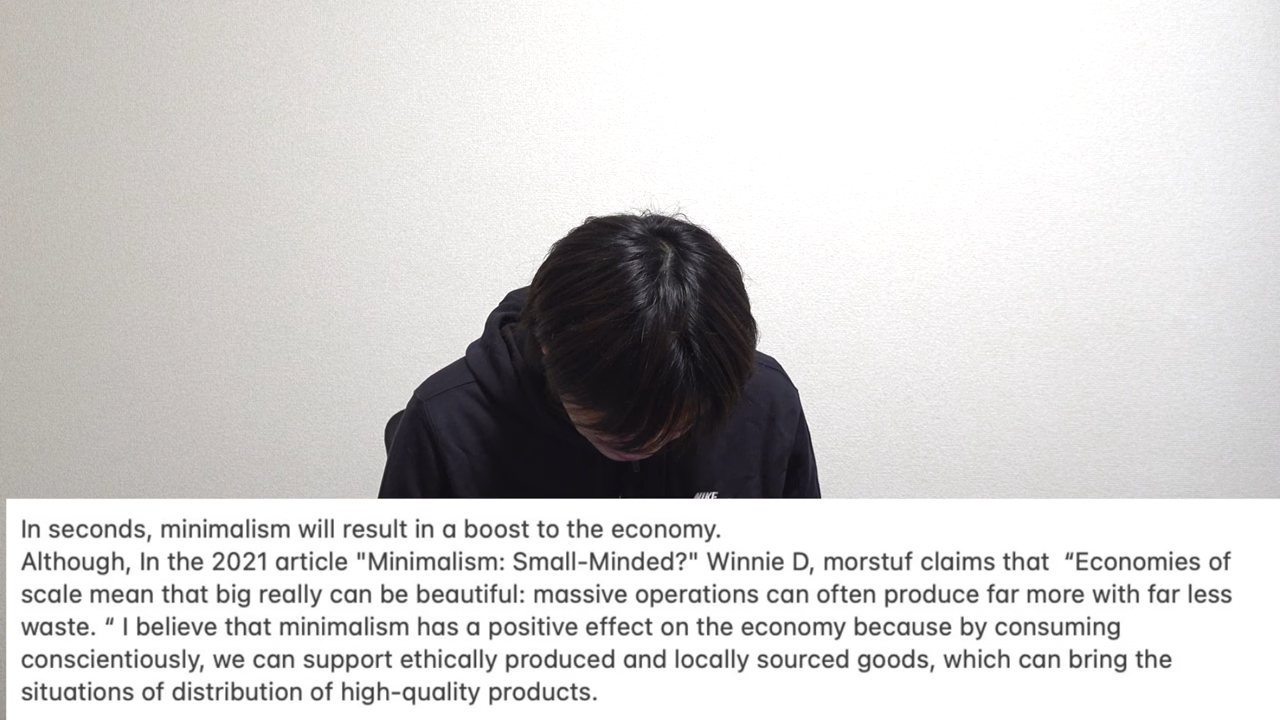 NIKE
In seconds, minimalism will result in a boost to the economy.
Although, In the 2021 article "Minimalism: Small-Minded?" Winnie D, morstuf claims that “Economies of
scale mean that big really can be beautiful: massive operations can often produce far more with far less
waste. “ I believe that minimalism has a positive effect on the economy because by consuming
conscientiously, we can support ethically produced and locally sourced goods, which can bring the
situations of distribution of high-quality products.